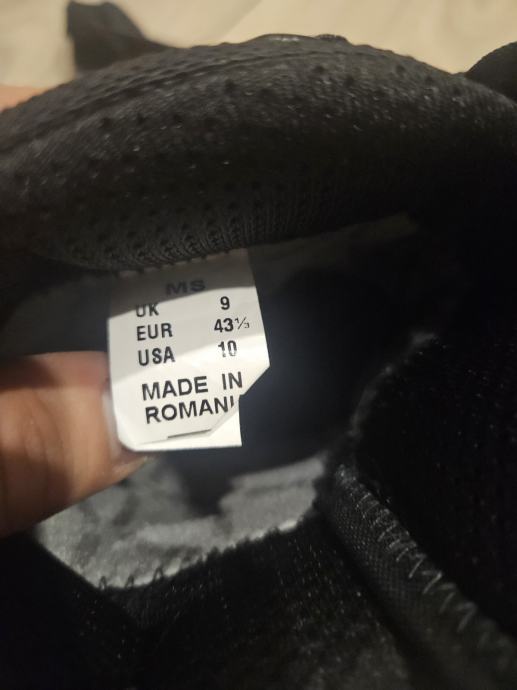 MS
UK 9
EUR 43⅓
USA 10
MADE IN
ROMANI